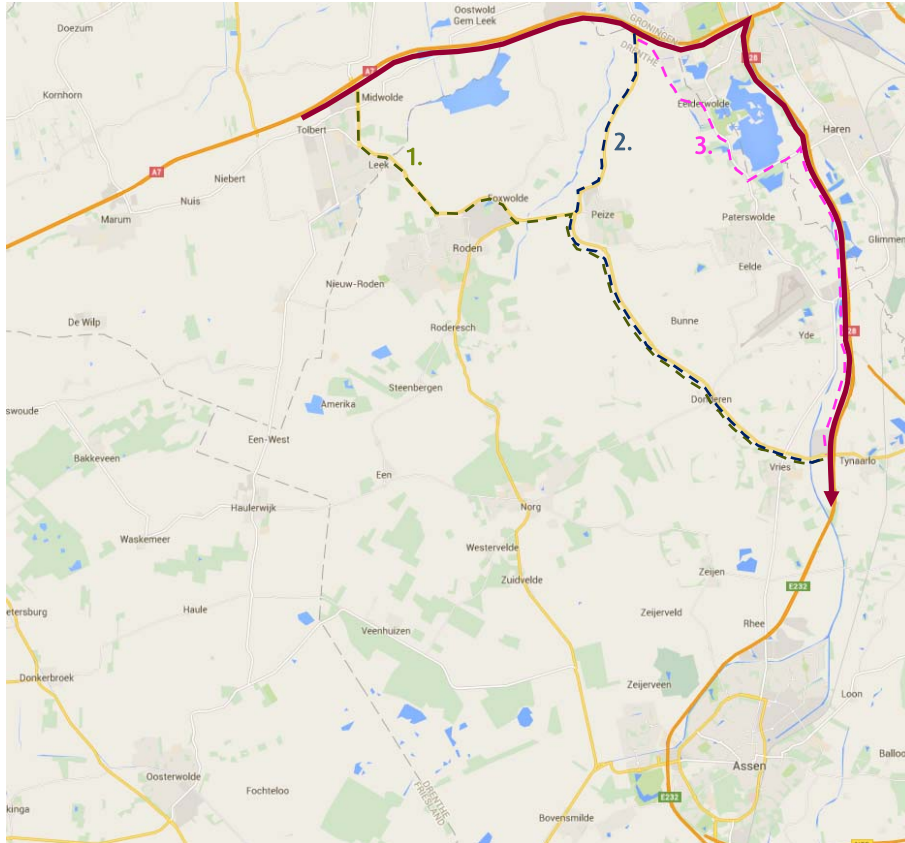 Oostwold
Gem Leek
Doezum
GRONINGEN
DRENTHE
A7
28
Kornhorn
Midwolde
Eelderwolde
Tolbert
Haren
1.
2.
3.
Leek
A7
Niebert
Nuis
Marum
Foxwolde
Peize
Paterswolde
Roden
Glimmen
Eelde
Nieuw-Roden
De Wilp
Roderesch
Bunne
Yde
28
Steenbergen
Amerika
Donderen
swoude
Een-West
Bakkeveen
Een
Vries
Tynaarlo
Haulerwijk
Norg
Waskemeer
Westervelde
Zuidvelde
Zeijen
E232
etersburg
Haule
Zeijerveld
Rhee
Veenhuizen
Donkerbroek
Zeijerveen
Loon
Assen
Balloo
Oosterwolde
Fochteloo
DRENTHE
FRIESLAND
E232
kinga
Bovensmilde